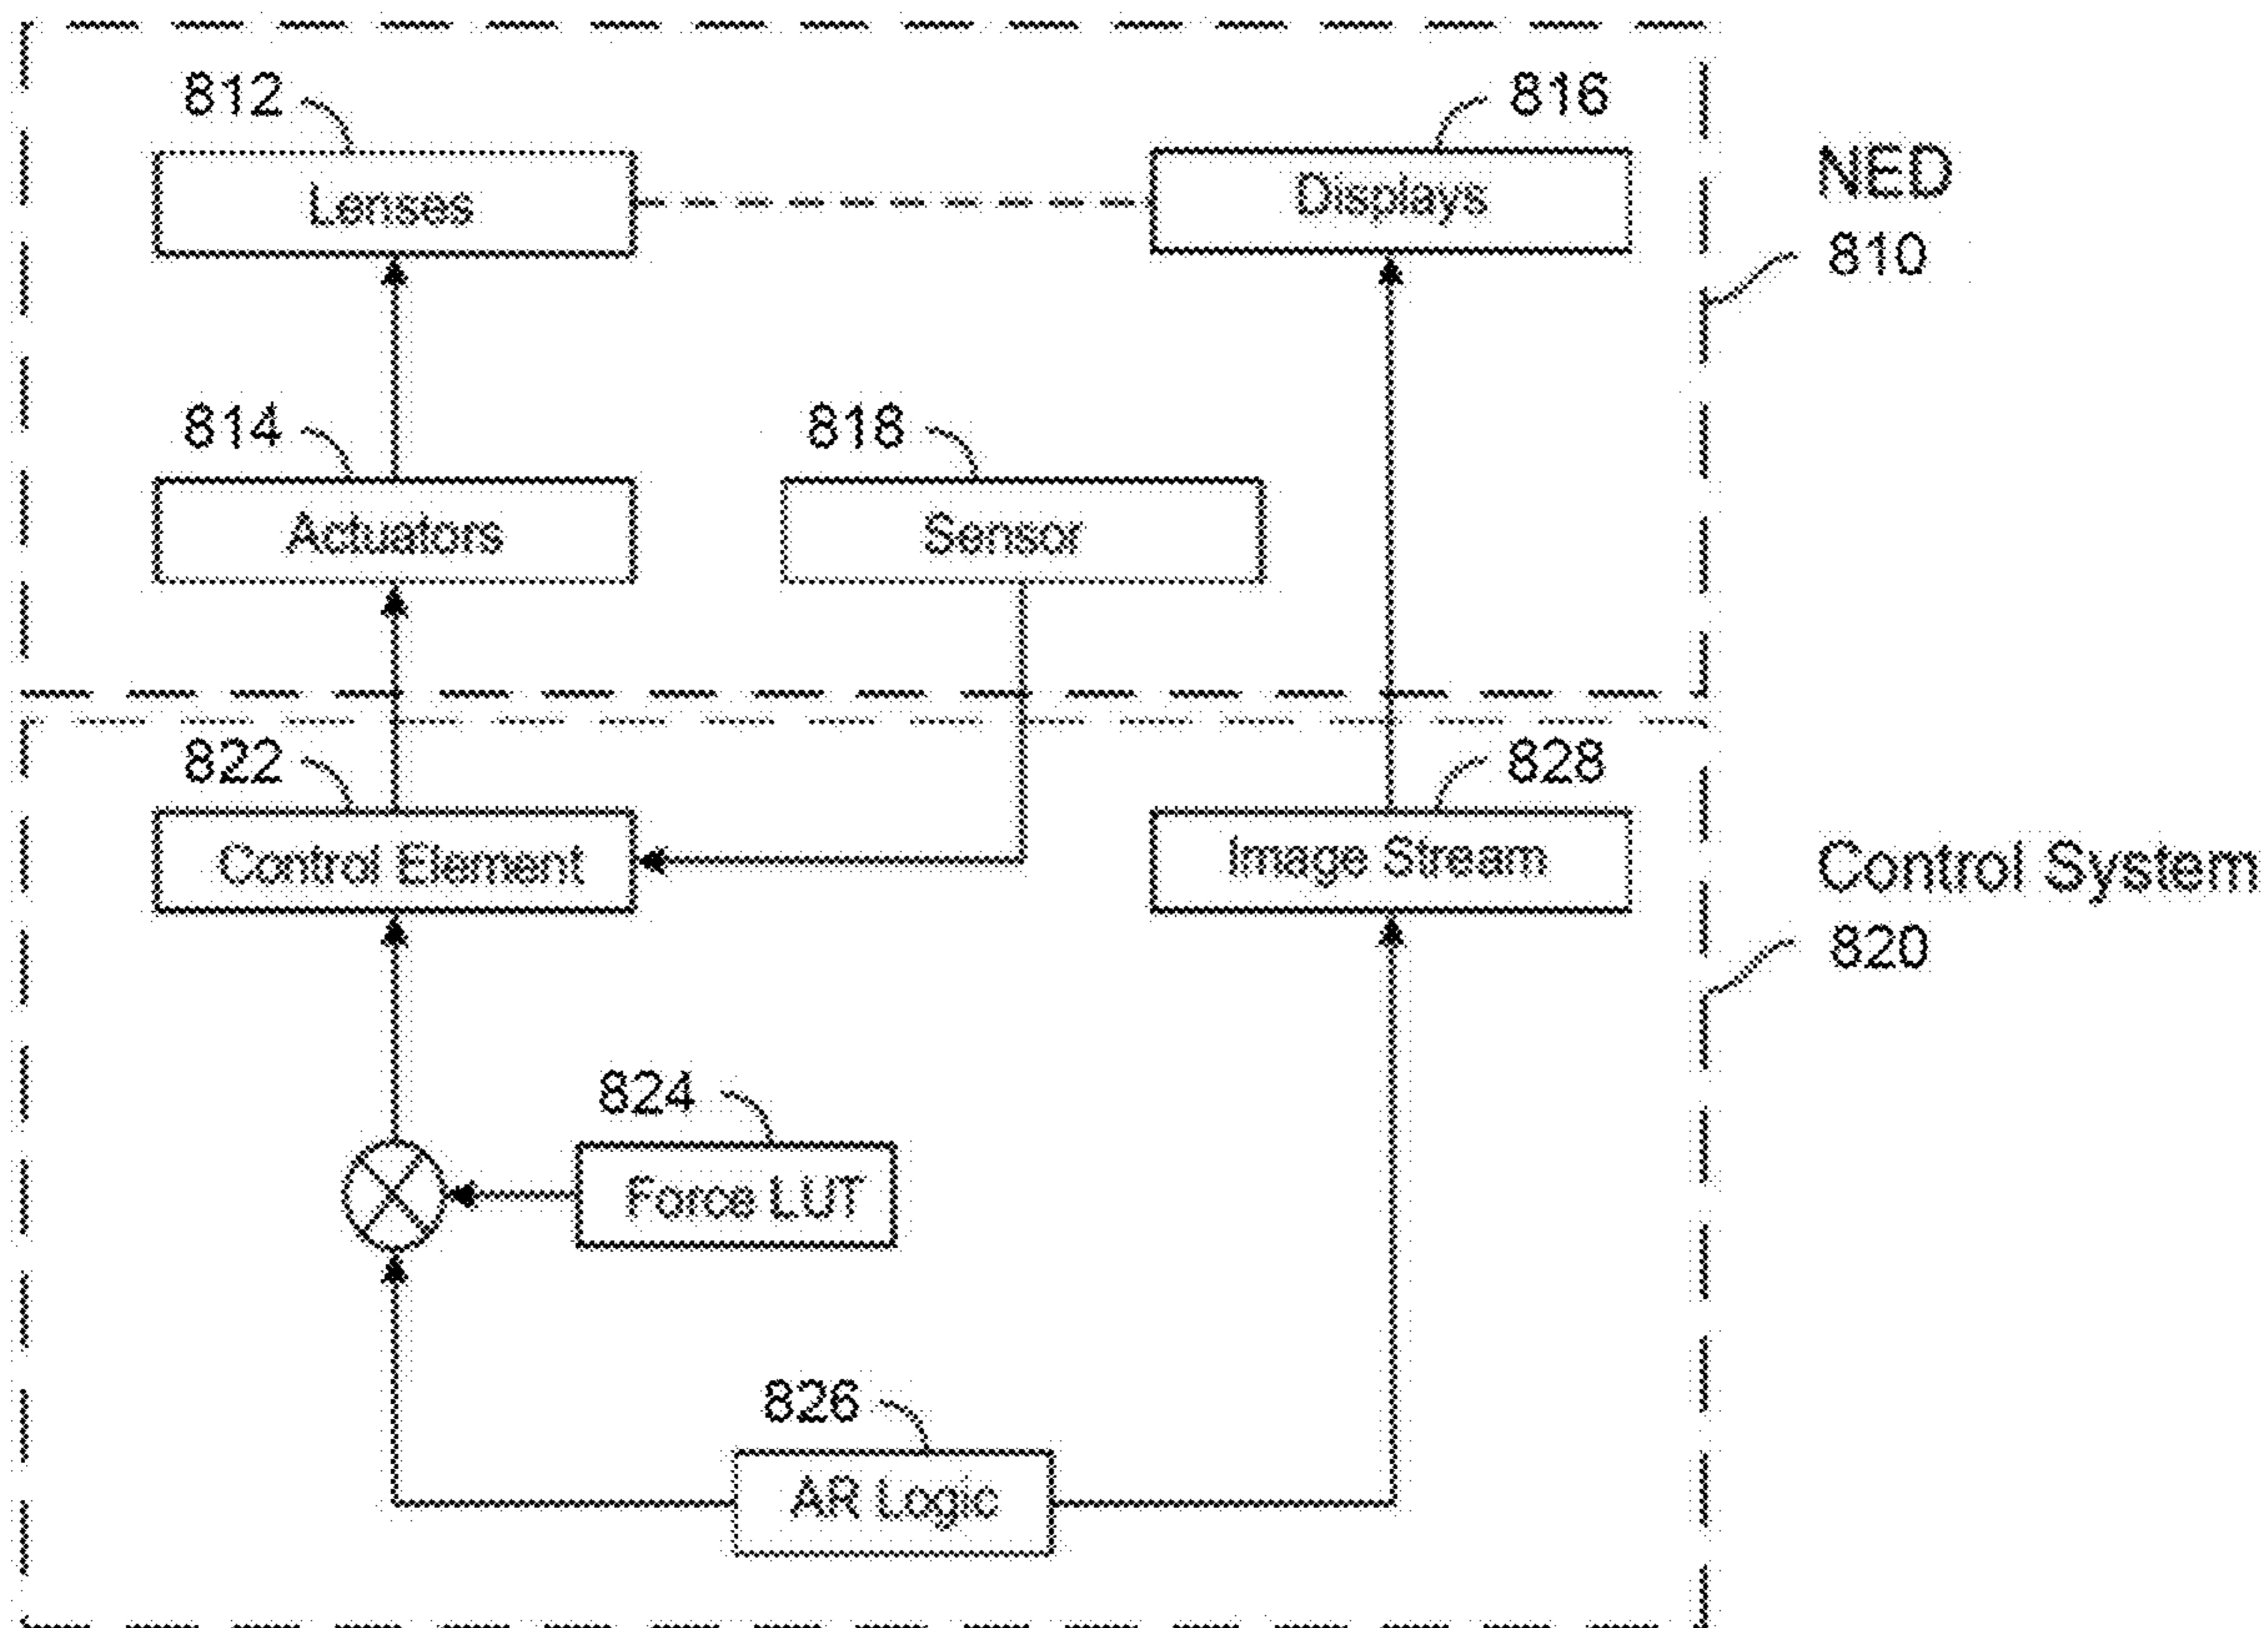 812
816
Lenses
Displays
NED
810
814
818
Actuators
Sensor
822
828
Control Element
Image Stream
Control System
820
824
Force LUT
826
AR Logic